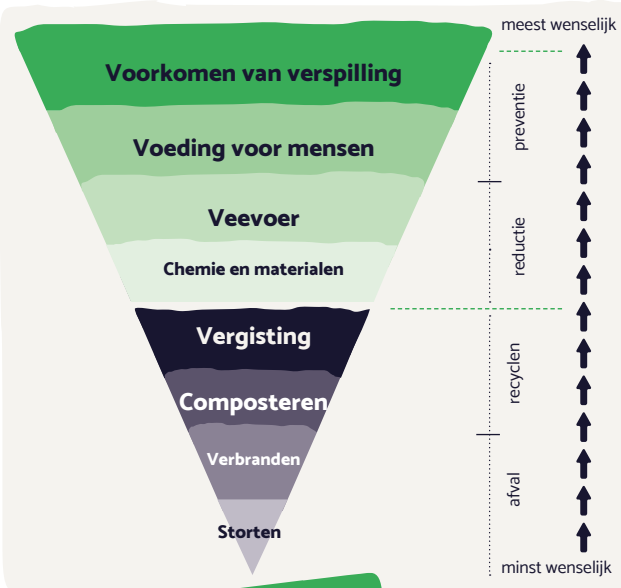 meest wenselijk
Voorkomen van verspilling
preventie
Voeding voor mensen
Veevoer
reductie
Chemie en materialen
Vergisting
recyclen
Composteren
Verbranden
afval
Storten
minst wenselijk